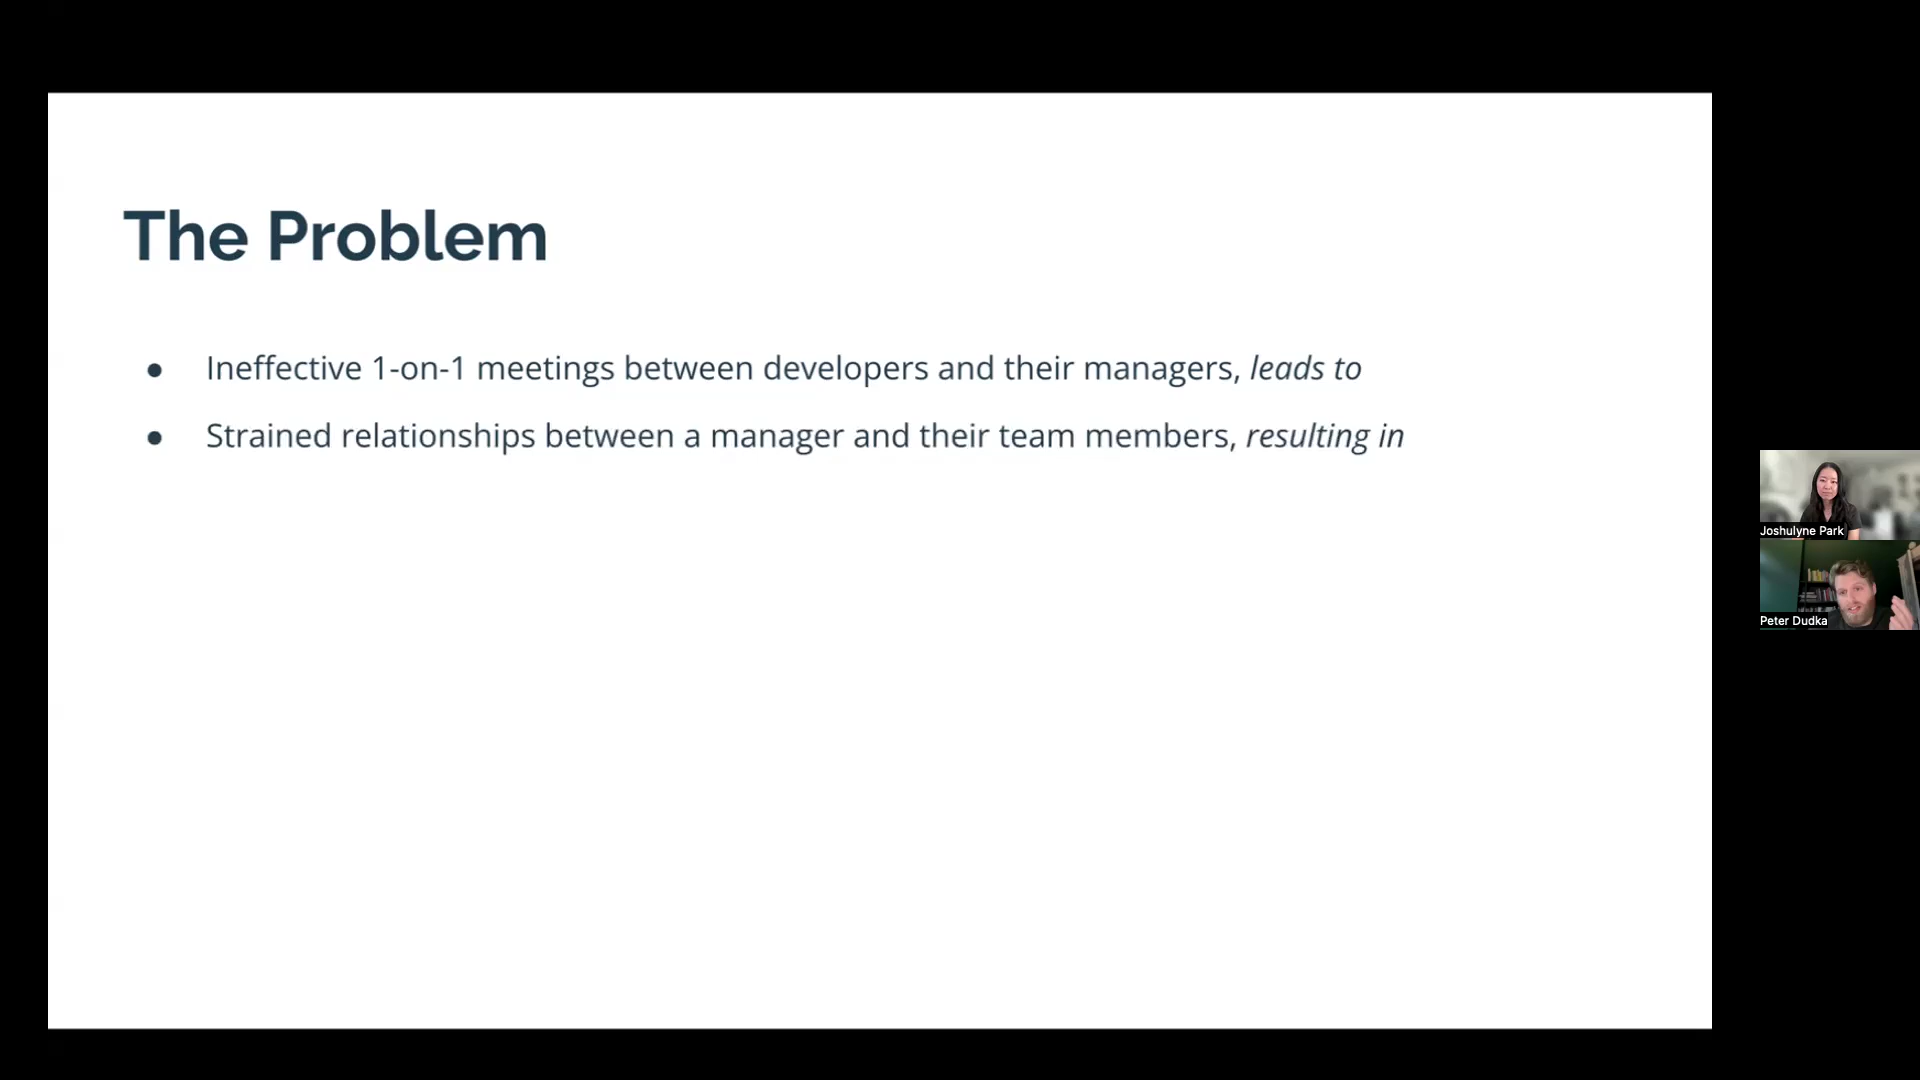 The Problem
● Ineffective 1-on-1 meetings between developers and their managers, leads to
● Strained relationships between a manager and their team members, resulting in
Joshulyne Park
Peter Dudka